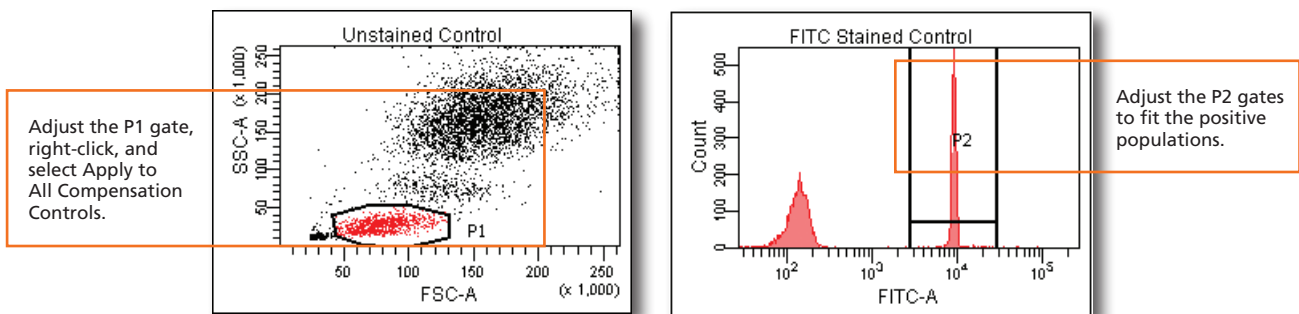 Adjust the P1 gate,
right-click, and
select Apply to
All Compensation
Controls.
Unstained Control
SSC-A (x 1,000)
250
200
150
100
50
P1
50 100 150 200 250
FSC-A (x 1,000)
FITC Stained Control
Count
500
400
300
200
100
0
P2
10² 10³ 10⁴ 10⁵
FITC-A
Adjust the P2 gates
to fit the positive
populations.